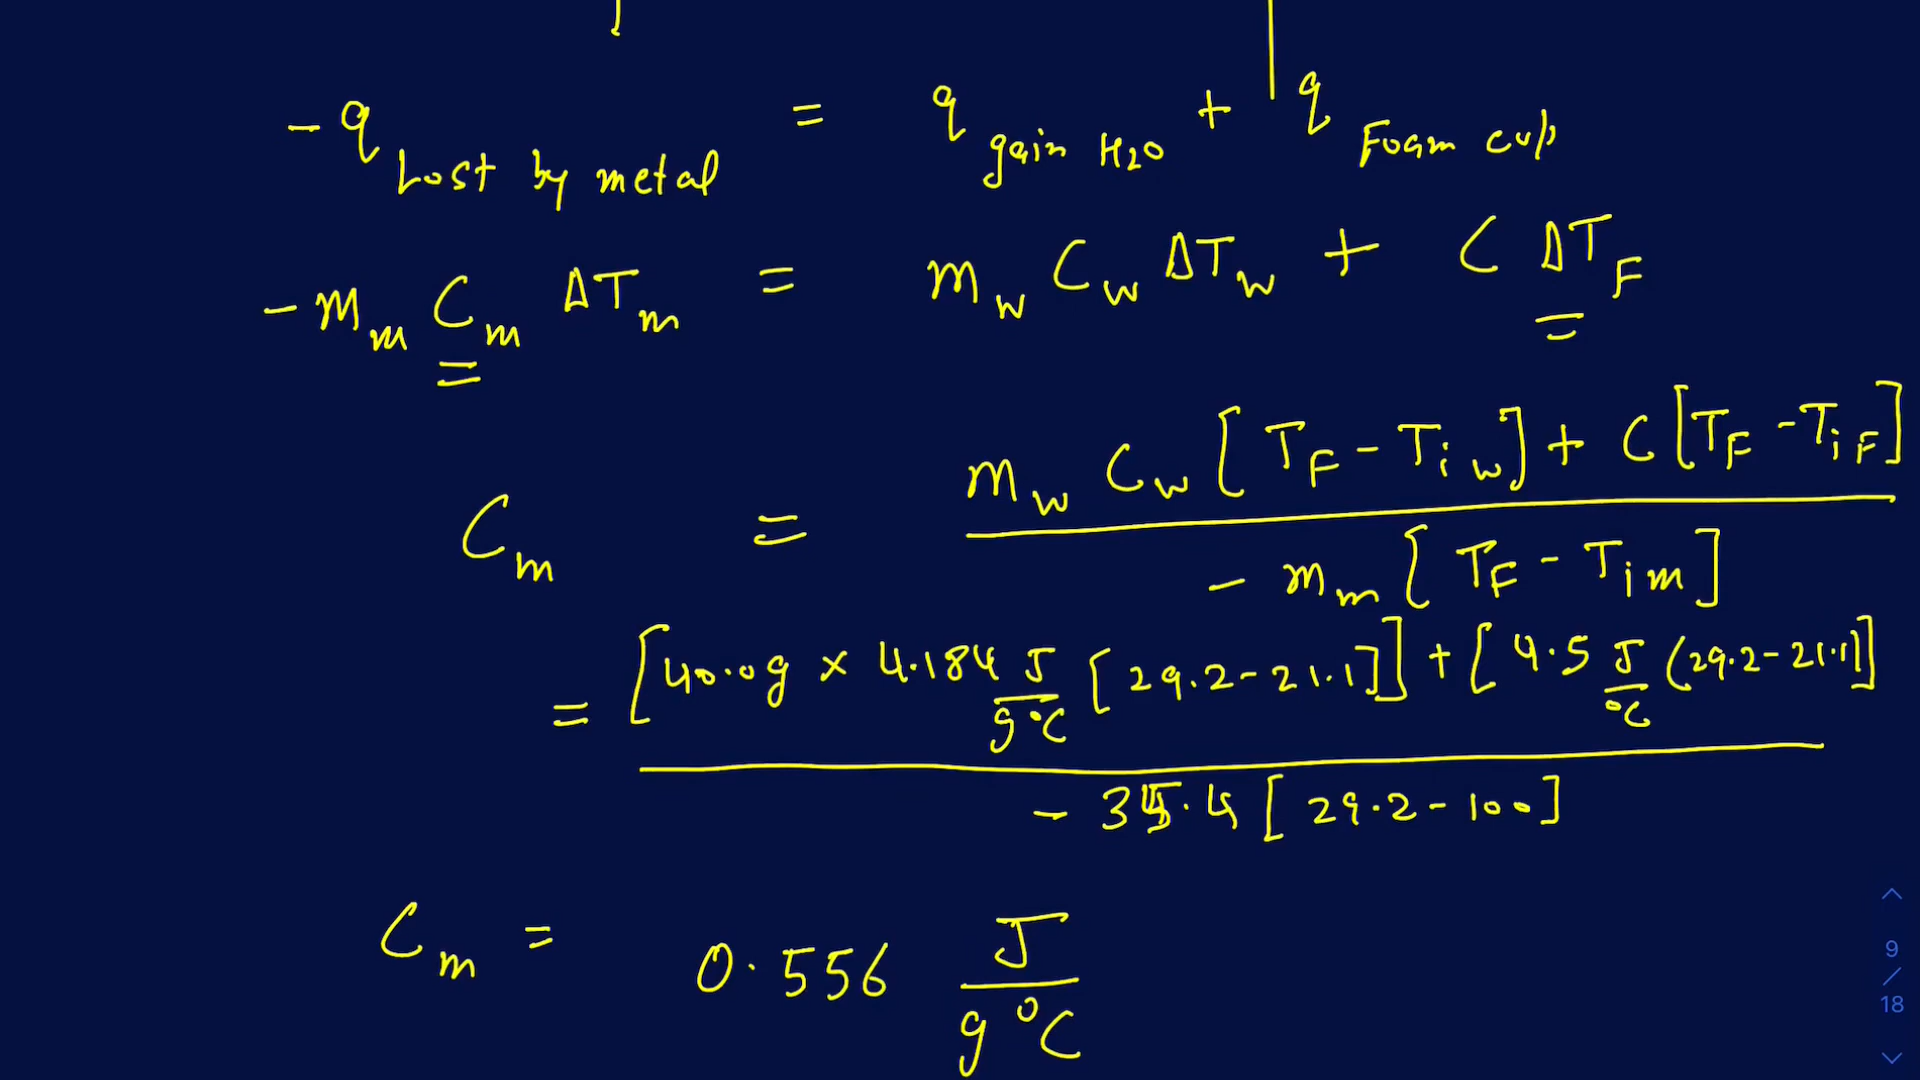 -q Lost by metal = q gain H2O + q Foam cup
-m_m C_m ΔT_m = m_w C_w ΔT_w + C ΔT_F
C_m = m_w C_w [T_F - T_i w] + C [T_F - T_i F]
- m_m [T_F - T_i m]
= [40.0g × 4.184 J/g°C [29.2-21.1]] + [4.5 J/°C (29.2-21.1)]
- 35.4 [29.2-100]
C_m = 0.556 J/g°C
9
/
18